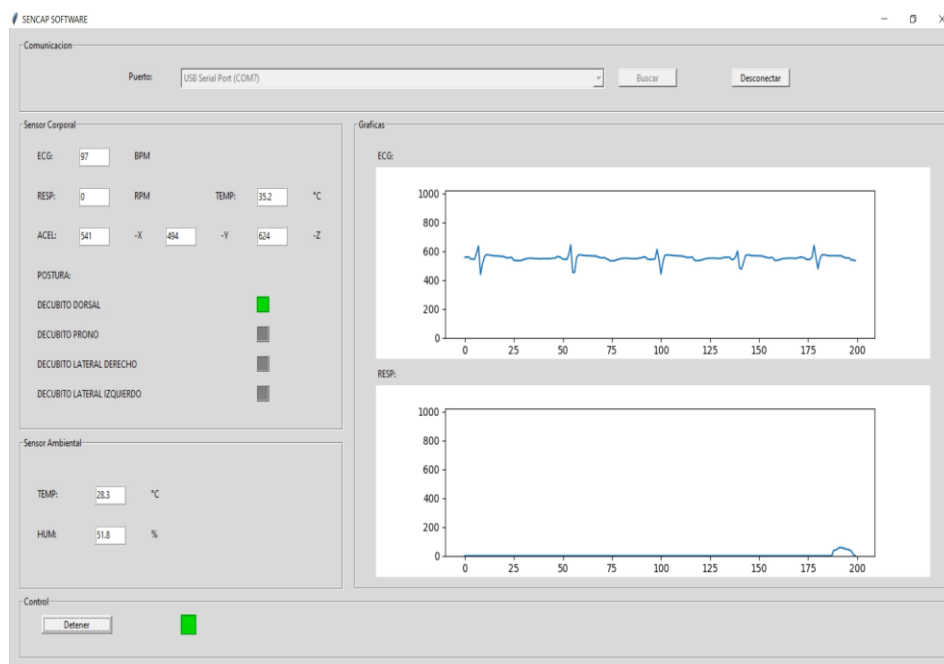 SENCAP SOFTWARE
Comunicacion
Puerto: USB Serial Port (COM7) Buscar Desconectar
Sensor Corporal
ECG: 97 BPM
RESP: 0 RPM TEMP: 35.2 °C
ACEL: 541 -X 494 -Y 624 -Z
POSTURA:
DECUBITO DORSAL
DECUBITO PRONO
DECUBITO LATERAL DERECHO
DECUBITO LATERAL IZQUIERDO
Sensor Ambiental
TEMP: 28.3 °C
HUM: 51.8 %
Graficas
ECG:
1000
800
600
400
200
0
0 25 50 75 100 125 150 175 200
RESP:
1000
800
600
400
200
0
0 25 50 75 100 125 150 175 200
Control
Detener